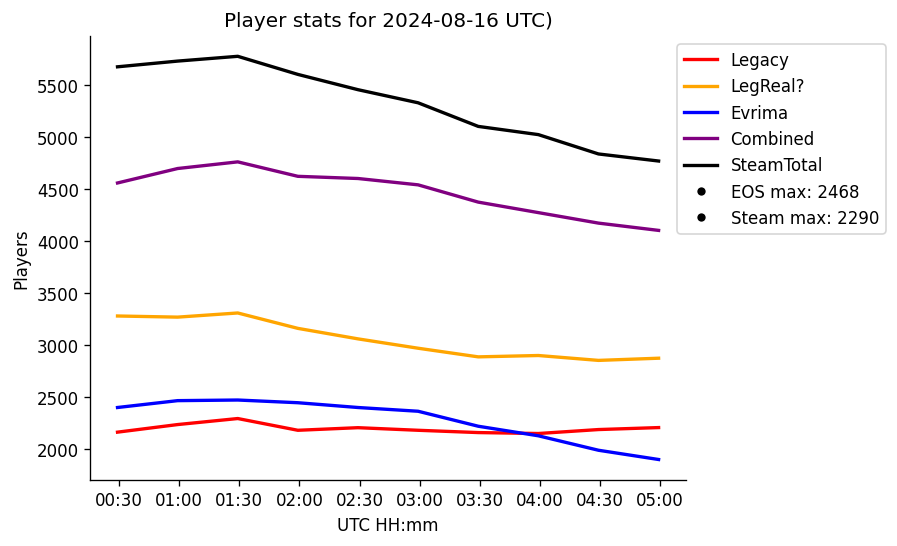 Player stats for 2024-08-16 UTC)
Legacy
LegReal?
Evrima
Combined
SteamTotal
EOS max: 2468
Steam max: 2290
Players
5500
5000
4500
4000
3500
3000
2500
2000
00:30 01:00 01:30 02:00 02:30 03:00 03:30 04:00 04:30 05:00
UTC HH:mm